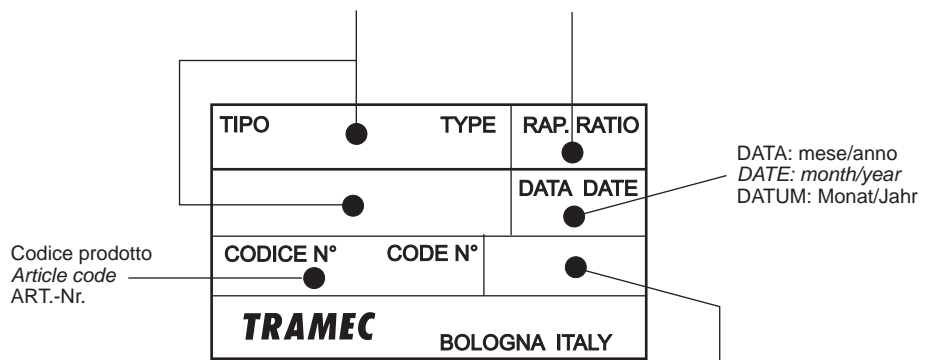 TIPO TYPE RAP. RATIO
DATA DATE
DATA: mese/anno
DATE: month/year
DATUM: Monat/Jahr
Codice prodotto
Article code
ART.-Nr.
CODICE N° CODE N°
TRAMEC BOLOGNA ITALY